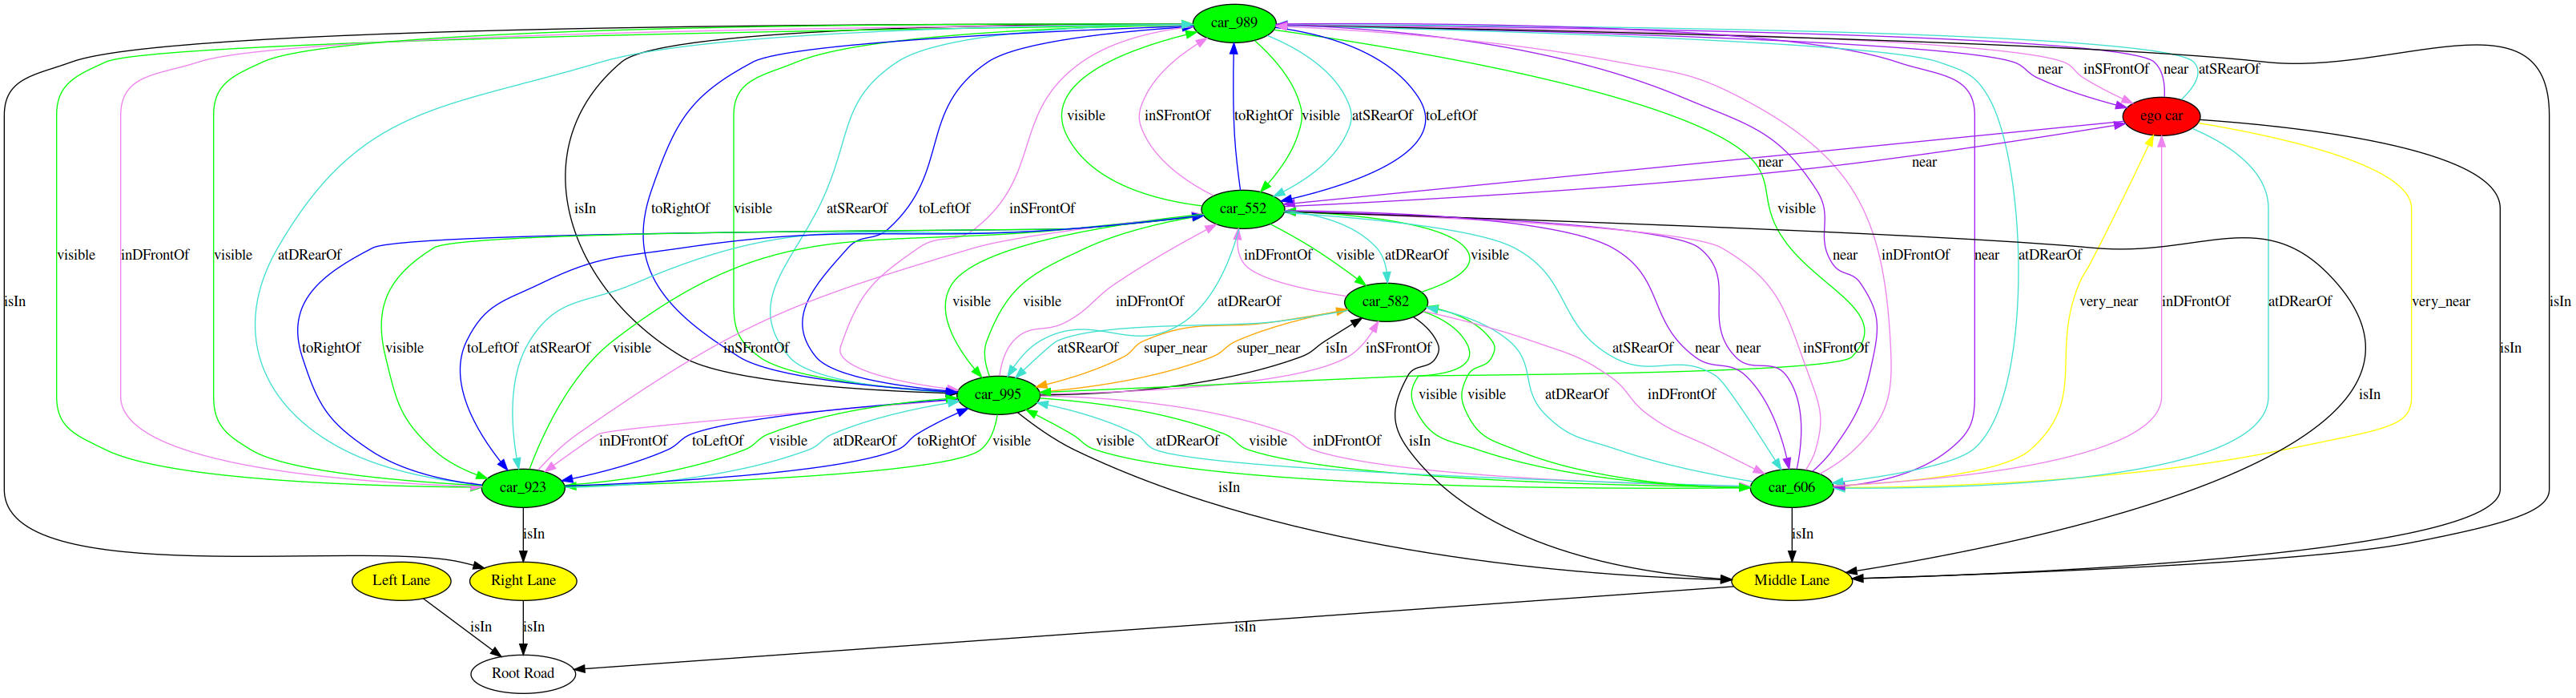 car_989
near
inSFrontOf
near
atSRearOf
visible
inSFrontOf
toRightOf
visible
atSRearOf
toLeftOf
ego car
near
near
isIn
toRightOf
visible
atSRearOf
toLeftOf
inSFrontOf
car_552
visible
visible
inDFrontOf
visible
atDRearOf
inDFrontOf
visible
atDRearOf
visible
near
inDFrontOf
near
atDRearOf
isIn
visible
visible
inDFrontOf
atDRearOf
car_582
very_near
inDFrontOf
atDRearOf
very_near
isIn
toRightOf
visible
toLeftOf
atSRearOf
visible
inSFrontOf
atSRearOf
super_near
super_near
isIn
inSFrontOf
atSRearOf
near
near
inSFrontOf
isIn
car_995
visible
visible
atDRearOf
inDFrontOf
isIn
inDFrontOf
toLeftOf
visible
atDRearOf
toRightOf
visible
visible
atDRearOf
visible
inDFrontOf
isIn
car_923
isIn
car_606
isIn
isIn
Left Lane
Right Lane
Middle Lane
isIn
isIn
isIn
Root Road